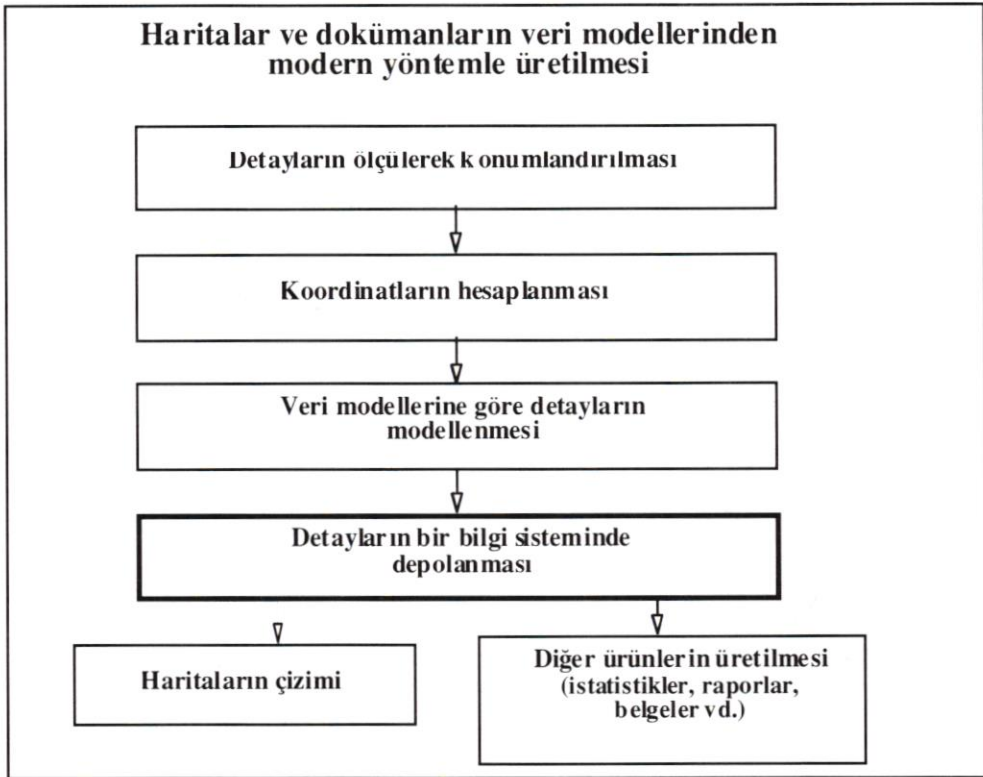 Haritalar ve dokümanların veri modellerinden
modern yöntemle üretilmesi
Detayların ölçülerek konumlandırılması
Koordinatların hesaplanması
Veri modellerine göre detayların
modellenmesi
Detayların bir bilgi sisteminde
depolanması
Haritaların çizimi
Diğer ürünlerin üretilmesi
(istatistikler, raporlar,
belgeler vd.)